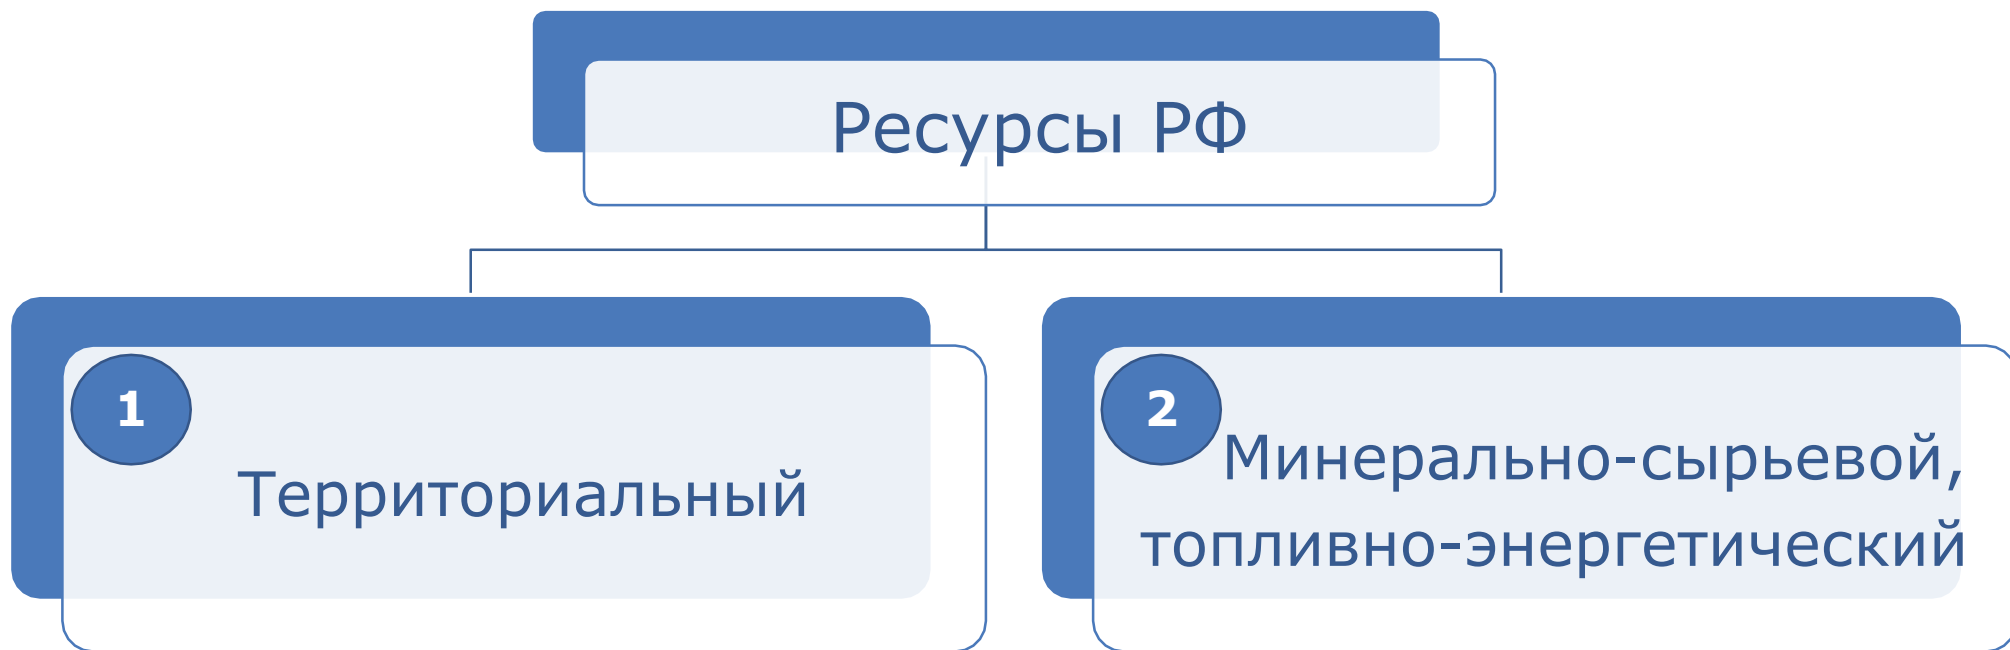 Ресурсы РФ
1
Территориальный
2
Минерально-сырьевой,
топливно-энергетический